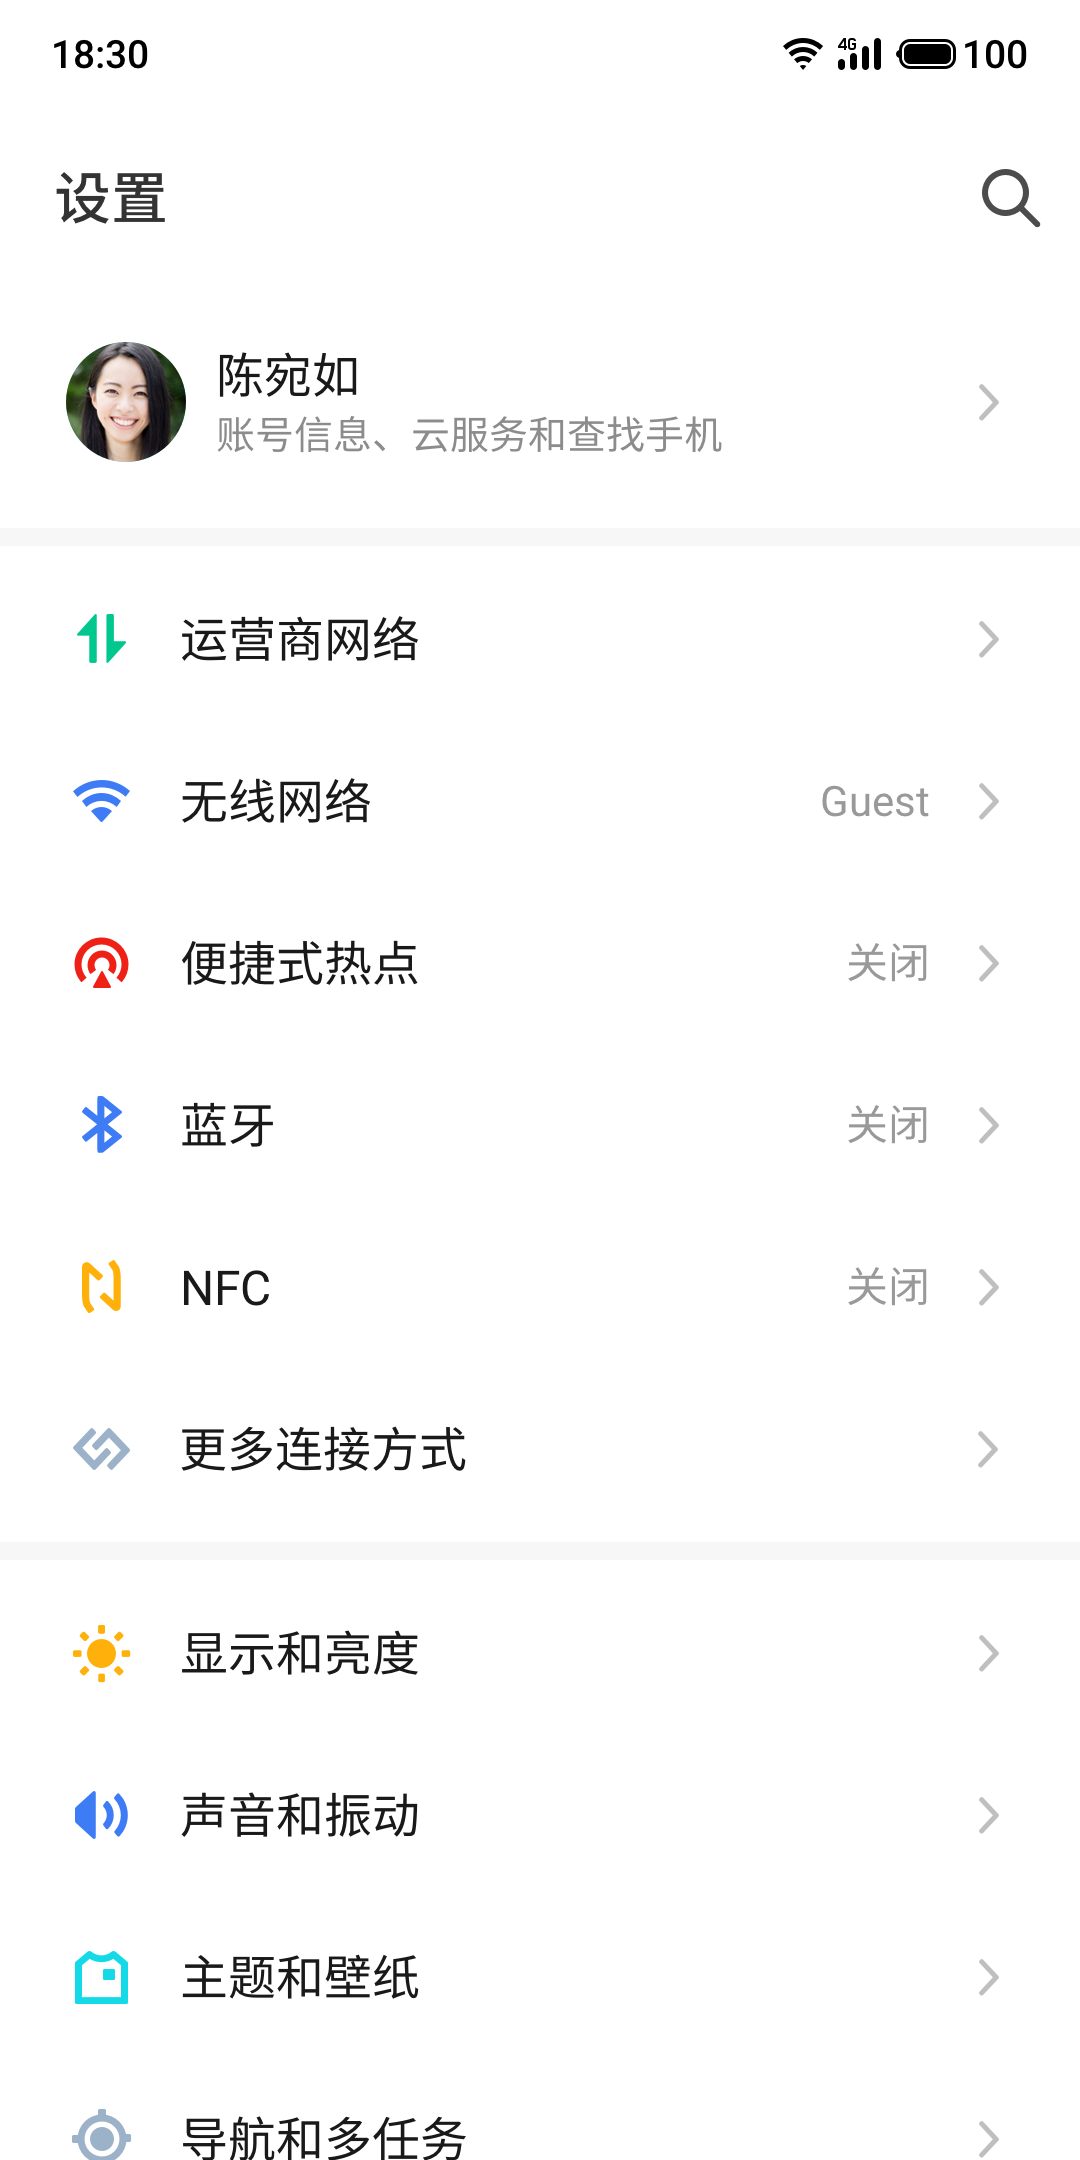 18:30 4G 100
设置
陈宛如
账号信息、云服务和查找手机
运营商网络
无线网络 Guest
便捷式热点 关闭
蓝牙 关闭
NFC 关闭
更多连接方式
显示和亮度
声音和振动
主题和壁纸
导航和多任务